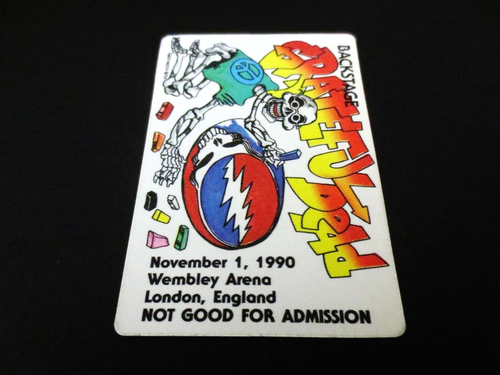 BACKSTAGE
GRATEFUL DEAD
November 1, 1990
Wembley Arena
London, England
NOT GOOD FOR ADMISSION